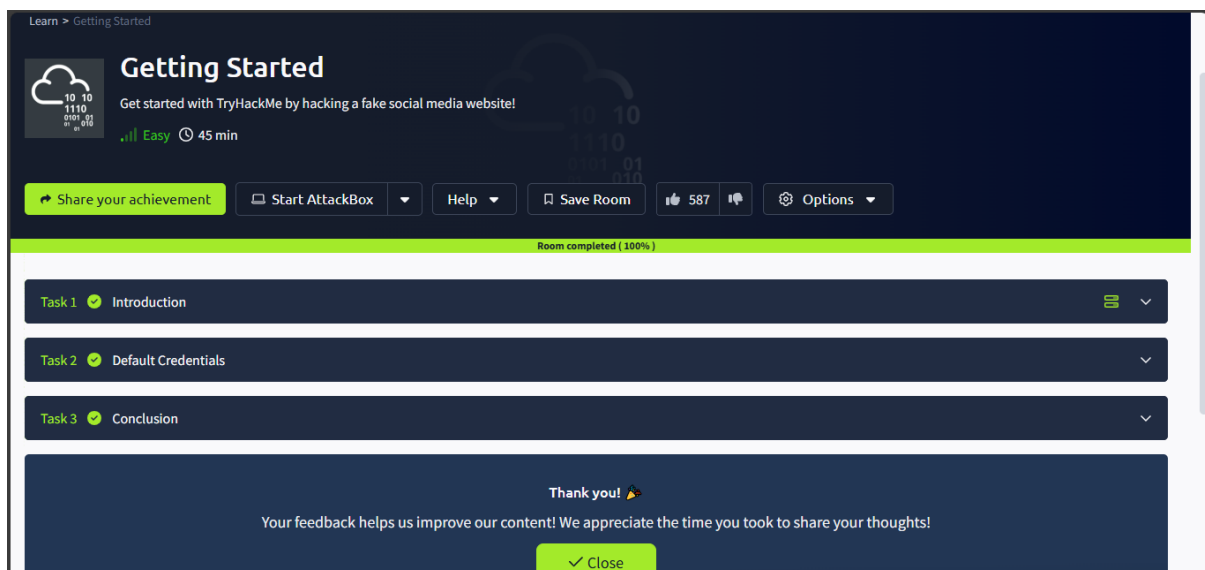 Learn > Getting Started
Getting Started
Get started with TryHackMe by hacking a fake social media website!
Easy 45 min
Share your achievement Start AttackBox Help Save Room 587 Options
Room completed ( 100% )
Task 1 Introduction
Task 2 Default Credentials
Task 3 Conclusion
Thank you!
Your feedback helps us improve our content! We appreciate the time you took to share your thoughts!
Close